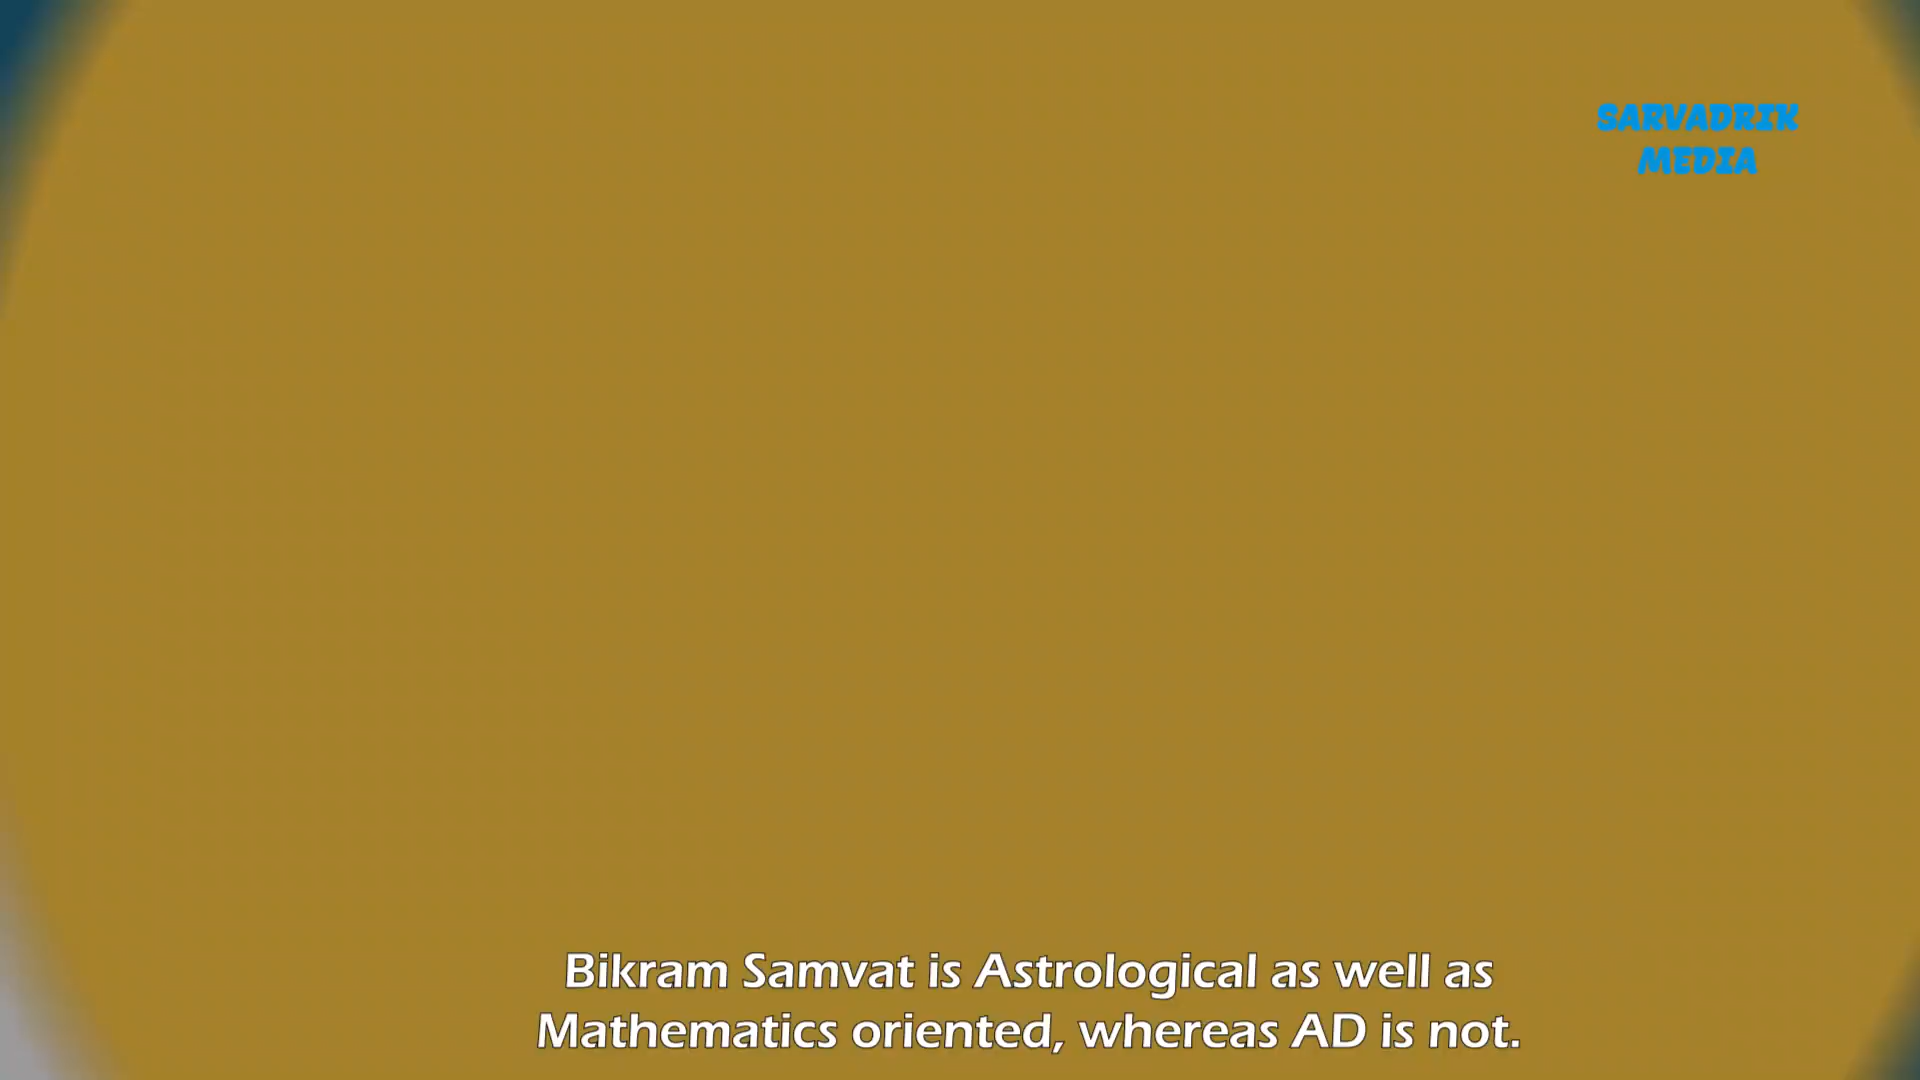 SARVADRIK
MEDIA
Bikram Samvat is Astrological as well as
Mathematics oriented, whereas AD is not.